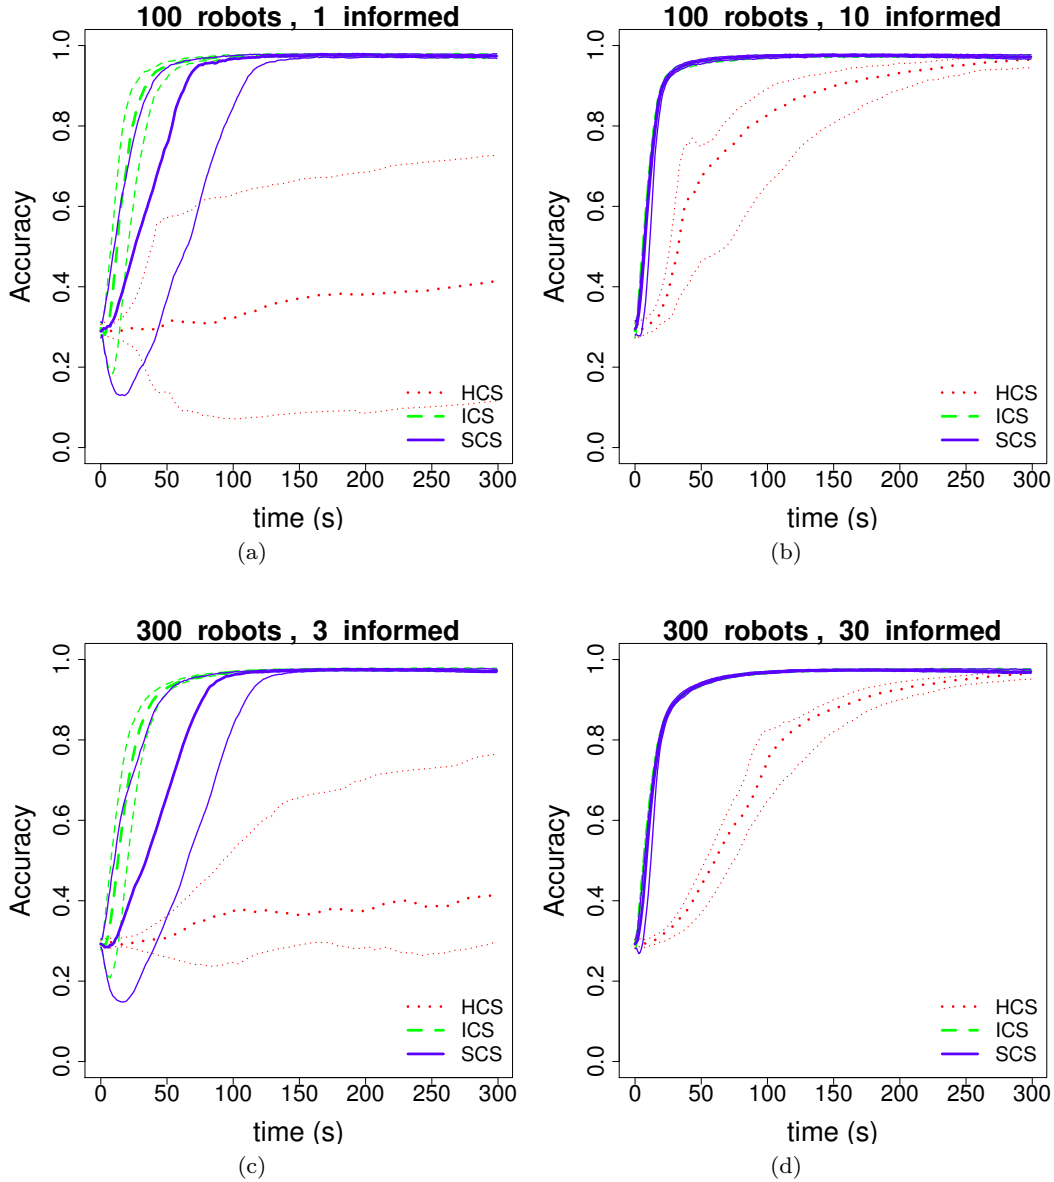 100 robots , 1 informed
1.0
0.8
0.6
0.4
0.2
0.0
Accuracy
HCS
ICS
SCS
0 50 100 150 200 250 300
time (s)
(a)
100 robots , 10 informed
1.0
0.8
0.6
0.4
0.2
0.0
Accuracy
HCS
ICS
SCS
0 50 100 150 200 250 300
time (s)
(b)
300 robots , 3 informed
1.0
0.8
0.6
0.4
0.2
0.0
Accuracy
HCS
ICS
SCS
0 50 100 150 200 250 300
time (s)
(c)
300 robots , 30 informed
1.0
0.8
0.6
0.4
0.2
0.0
Accuracy
HCS
ICS
SCS
0 50 100 150 200 250 300
time (s)
(d)